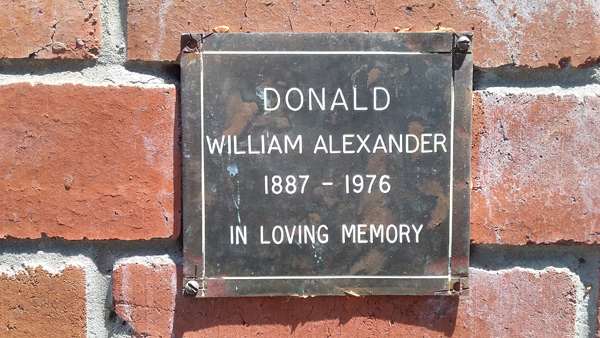 DONALD
WILLIAM ALEXANDER
1887 - 1976
IN LOVING MEMORY